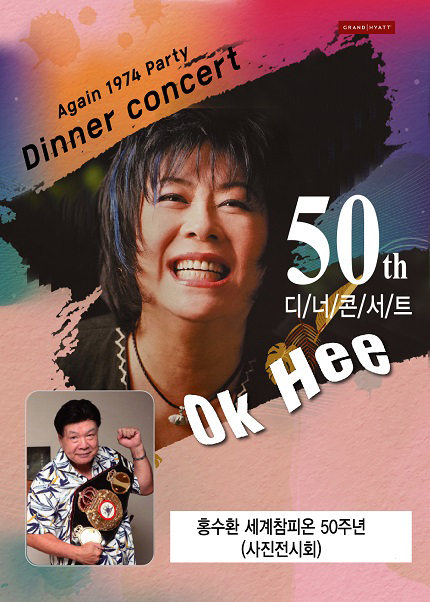 GRAND | HYATT
Again 1974 Party
Dinner concert
50th
디/너/콘/서/트
Ok Hee
홍수환 세계참피온 50주년
(사진전시회)